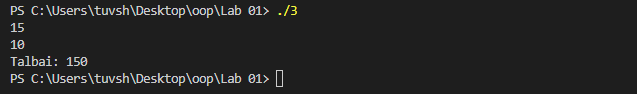 PS C:\Users\tuvsh\Desktop\oop\Lab 01> ./3
15
10
Talbai: 150
PS C:\Users\tuvsh\Desktop\oop\Lab 01>